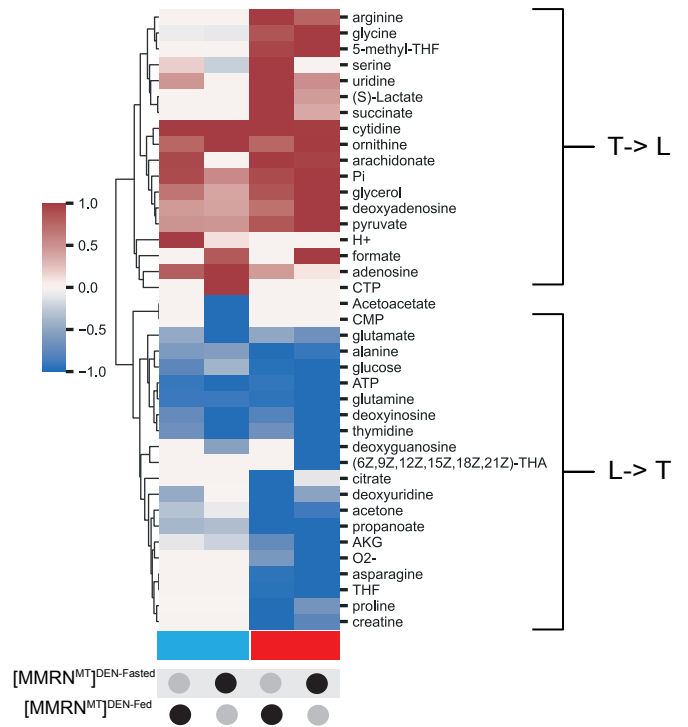 arginine
glycine
5-methyl-THF
serine
uridine
(S)-Lactate
succinate
cytidine
ornithine
arachidonate
Pi
glycerol
deoxyadenosine
pyruvate
H+
formate
adenosine
CTP
Acetoacetate
CMP
glutamate
alanine
glucose
ATP
glutamine
deoxyinosine
thymidine
deoxyguanosine
(6Z,9Z,12Z,15Z,18Z,21Z)-THA
citrate
deoxyuridine
acetone
propanoate
AKG
O2-
asparagine
THF
proline
creatine
T-> L
L-> T
1.0
0.5
0.0
−0.5
−1.0
[MMRN^MT]^DEN-Fasted
[MMRN^MT]^DEN-Fed